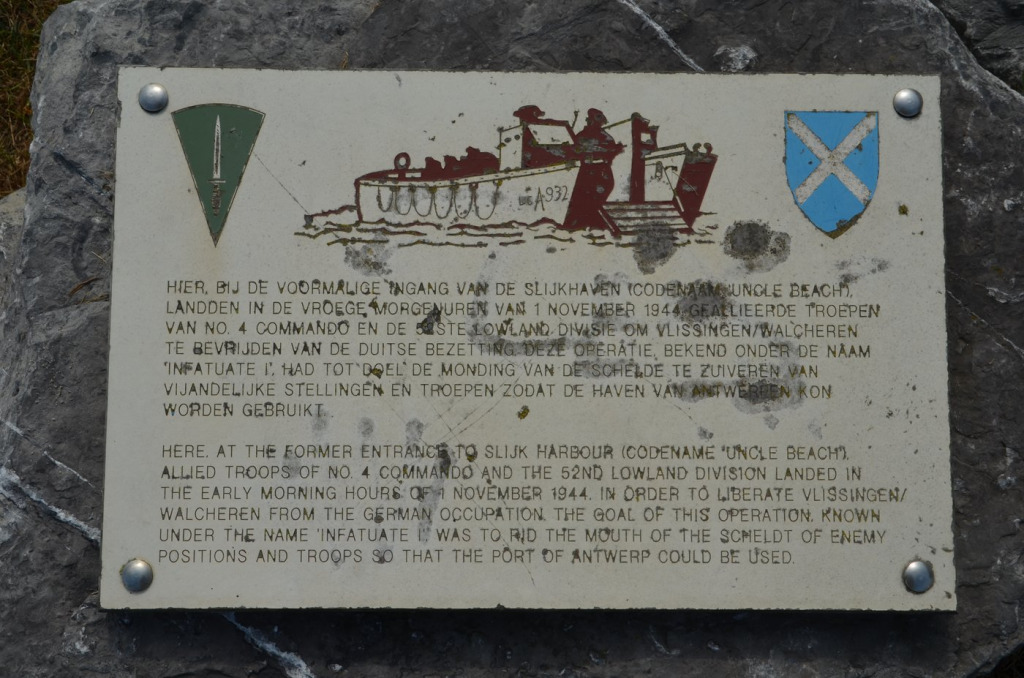 A-932
HIER, BIJ DE VOORMALIGE INGANG VAN DE SLIJKHAVEN (CODENAAM 'UNCLE BEACH'),
LANDDEN IN DE VROEGE MORGENUREN VAN 1 NOVEMBER 1944 GEALLIEERDE TROEPEN
VAN NO. 4 COMMANDO EN DE 52STE LOWLAND DIVISIE OM VLISSINGEN/WALCHEREN
TE BEVRIJDEN VAN DE DUITSE BEZETTING. DEZE OPERATIE, BEKEND ONDER DE NAAM
'INFATUATE I', HAD TOT DOEL DE MONDING VAN DE SCHELDE TE ZUIVEREN VAN
VIJANDELIJKE STELLINGEN EN TROEPEN ZODAT DE HAVEN VAN ANTWERPEN KON
WORDEN GEBRUIKT.
HERE, AT THE FORMER ENTRANCE TO SLIJK HARBOUR (CODENAME 'UNCLE BEACH'),
ALLIED TROOPS OF NO. 4 COMMANDO AND THE 52ND LOWLAND DIVISION LANDED IN
THE EARLY MORNING HOURS OF 1 NOVEMBER 1944, IN ORDER TO LIBERATE VLISSINGEN/
WALCHEREN FROM THE GERMAN OCCUPATION. THE GOAL OF THIS OPERATION, KNOWN
UNDER THE NAME 'INFATUATE I', WAS TO RID THE MOUTH OF THE SCHELDT OF ENEMY
POSITIONS AND TROOPS SO THAT THE PORT OF ANTWERP COULD BE USED.